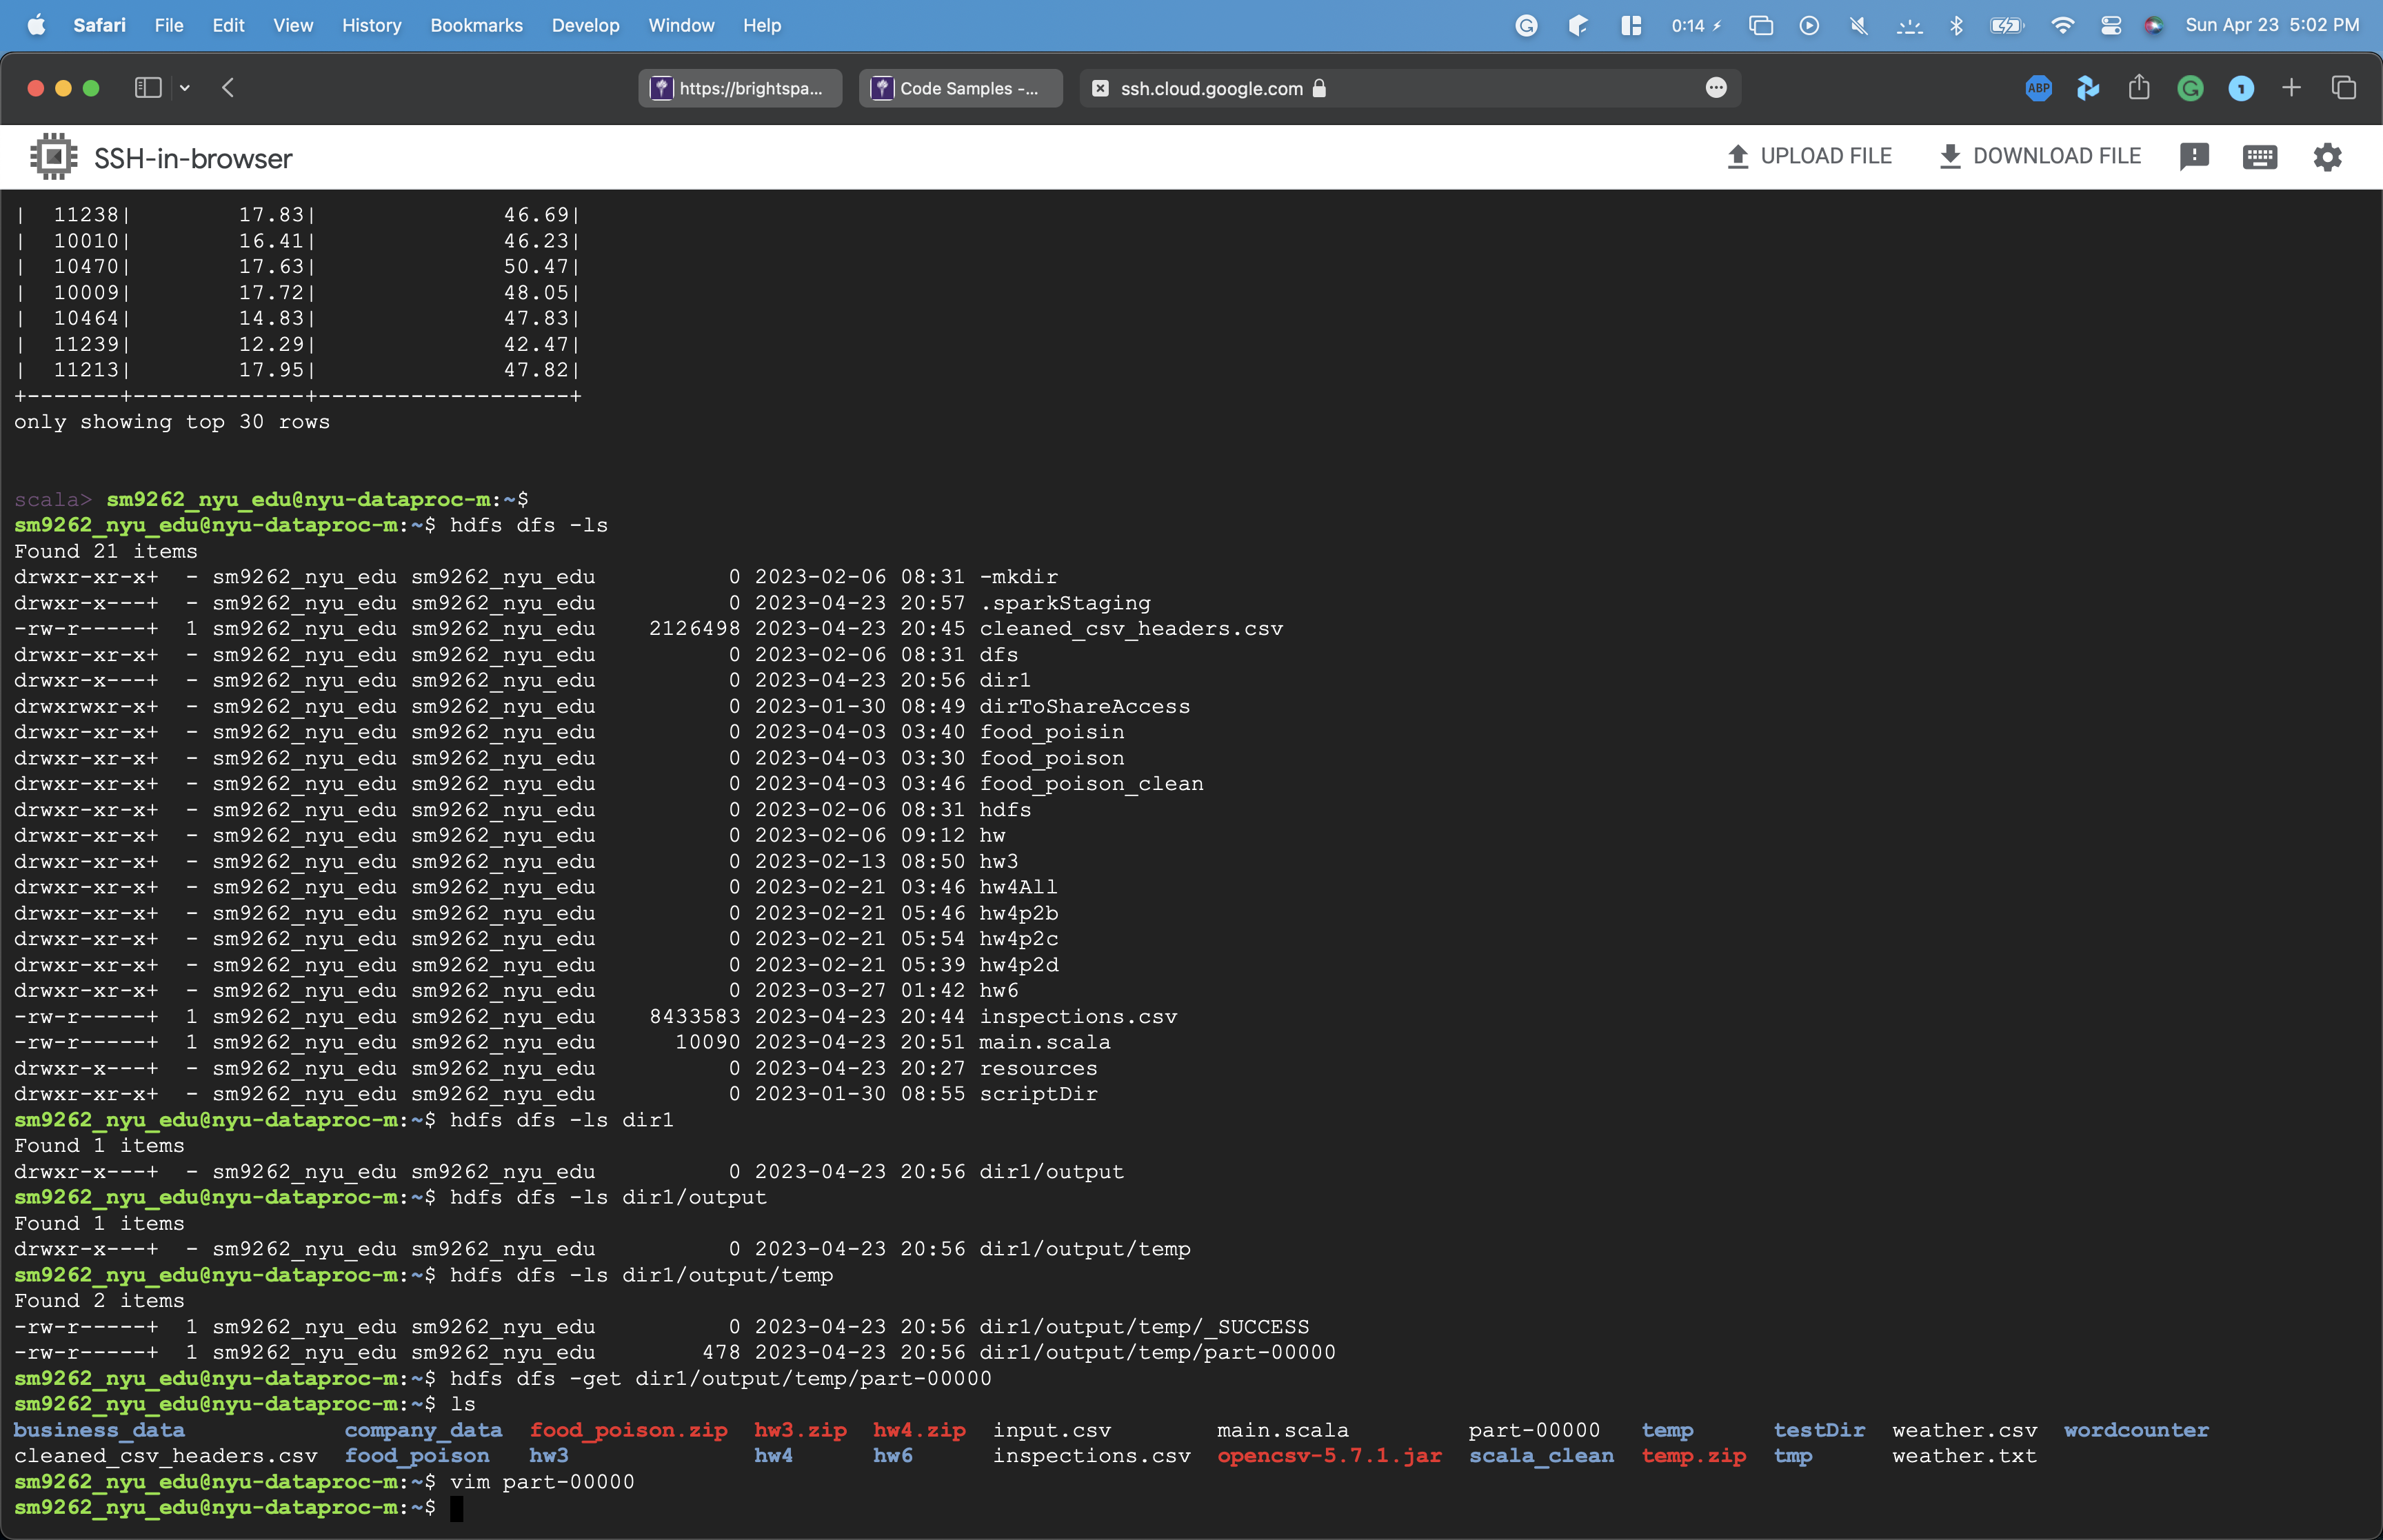 Safari File Edit View History Bookmarks Develop Window Help 0:14 Sun Apr 23 5:02 PM
https://brightspa... Code Samples -... ssh.cloud.google.com ABP
SSH-in-browser UPLOAD FILE DOWNLOAD FILE
| 11238| 17.83| 46.69|
| 10010| 16.41| 46.23|
| 10470| 17.63| 50.47|
| 10009| 17.72| 48.05|
| 10464| 14.83| 47.83|
| 11239| 12.29| 42.47|
| 11213| 17.95| 47.82|
+-------+-------------+-------------------+
only showing top 30 rows
scala> sm9262_nyu_edu@nyu-dataproc-m:~$
sm9262_nyu_edu@nyu-dataproc-m:~$ hdfs dfs -ls
Found 21 items
drwxr-xr-x+ - sm9262_nyu_edu sm9262_nyu_edu 0 2023-02-06 08:31 -mkdir
drwxr-x---+ - sm9262_nyu_edu sm9262_nyu_edu 0 2023-04-23 20:57 .sparkStaging
-rw-r-----+ 1 sm9262_nyu_edu sm9262_nyu_edu 2126498 2023-04-23 20:45 cleaned_csv_headers.csv
drwxr-xr-x+ - sm9262_nyu_edu sm9262_nyu_edu 0 2023-02-06 08:31 dfs
drwxr-x---+ - sm9262_nyu_edu sm9262_nyu_edu 0 2023-04-23 20:56 dir1
drwxrwxr-x+ - sm9262_nyu_edu sm9262_nyu_edu 0 2023-01-30 08:49 dirToShareAccess
drwxr-xr-x+ - sm9262_nyu_edu sm9262_nyu_edu 0 2023-04-03 03:40 food_poisin
drwxr-xr-x+ - sm9262_nyu_edu sm9262_nyu_edu 0 2023-04-03 03:30 food_poison
drwxr-xr-x+ - sm9262_nyu_edu sm9262_nyu_edu 0 2023-04-03 03:46 food_poison_clean
drwxr-xr-x+ - sm9262_nyu_edu sm9262_nyu_edu 0 2023-02-06 08:31 hdfs
drwxr-xr-x+ - sm9262_nyu_edu sm9262_nyu_edu 0 2023-02-06 09:12 hw
drwxr-xr-x+ - sm9262_nyu_edu sm9262_nyu_edu 0 2023-02-13 08:50 hw3
drwxr-xr-x+ - sm9262_nyu_edu sm9262_nyu_edu 0 2023-02-21 03:46 hw4All
drwxr-xr-x+ - sm9262_nyu_edu sm9262_nyu_edu 0 2023-02-21 05:46 hw4p2b
drwxr-xr-x+ - sm9262_nyu_edu sm9262_nyu_edu 0 2023-02-21 05:54 hw4p2c
drwxr-xr-x+ - sm9262_nyu_edu sm9262_nyu_edu 0 2023-02-21 05:39 hw4p2d
drwxr-xr-x+ - sm9262_nyu_edu sm9262_nyu_edu 0 2023-03-27 01:42 hw6
-rw-r-----+ 1 sm9262_nyu_edu sm9262_nyu_edu 8433583 2023-04-23 20:44 inspections.csv
-rw-r-----+ 1 sm9262_nyu_edu sm9262_nyu_edu 10090 2023-04-23 20:51 main.scala
drwxr-x---+ - sm9262_nyu_edu sm9262_nyu_edu 0 2023-04-23 20:27 resources
drwxr-xr-x+ - sm9262_nyu_edu sm9262_nyu_edu 0 2023-01-30 08:55 scriptDir
sm9262_nyu_edu@nyu-dataproc-m:~$ hdfs dfs -ls dir1
Found 1 items
drwxr-x---+ - sm9262_nyu_edu sm9262_nyu_edu 0 2023-04-23 20:56 dir1/output
sm9262_nyu_edu@nyu-dataproc-m:~$ hdfs dfs -ls dir1/output
Found 1 items
drwxr-x---+ - sm9262_nyu_edu sm9262_nyu_edu 0 2023-04-23 20:56 dir1/output/temp
sm9262_nyu_edu@nyu-dataproc-m:~$ hdfs dfs -ls dir1/output/temp
Found 2 items
-rw-r-----+ 1 sm9262_nyu_edu sm9262_nyu_edu 0 2023-04-23 20:56 dir1/output/temp/_SUCCESS
-rw-r-----+ 1 sm9262_nyu_edu sm9262_nyu_edu 478 2023-04-23 20:56 dir1/output/temp/part-00000
sm9262_nyu_edu@nyu-dataproc-m:~$ hdfs dfs -get dir1/output/temp/part-00000
sm9262_nyu_edu@nyu-dataproc-m:~$ ls
business_data company_data food_poison.zip hw3.zip hw4.zip input.csv main.scala part-00000 temp testDir weather.csv wordcounter
cleaned_csv_headers.csv food_poison hw3 hw4 hw6 inspections.csv opencsv-5.7.1.jar scala_clean temp.zip tmp weather.txt
sm9262_nyu_edu@nyu-dataproc-m:~$ vim part-00000
sm9262_nyu_edu@nyu-dataproc-m:~$